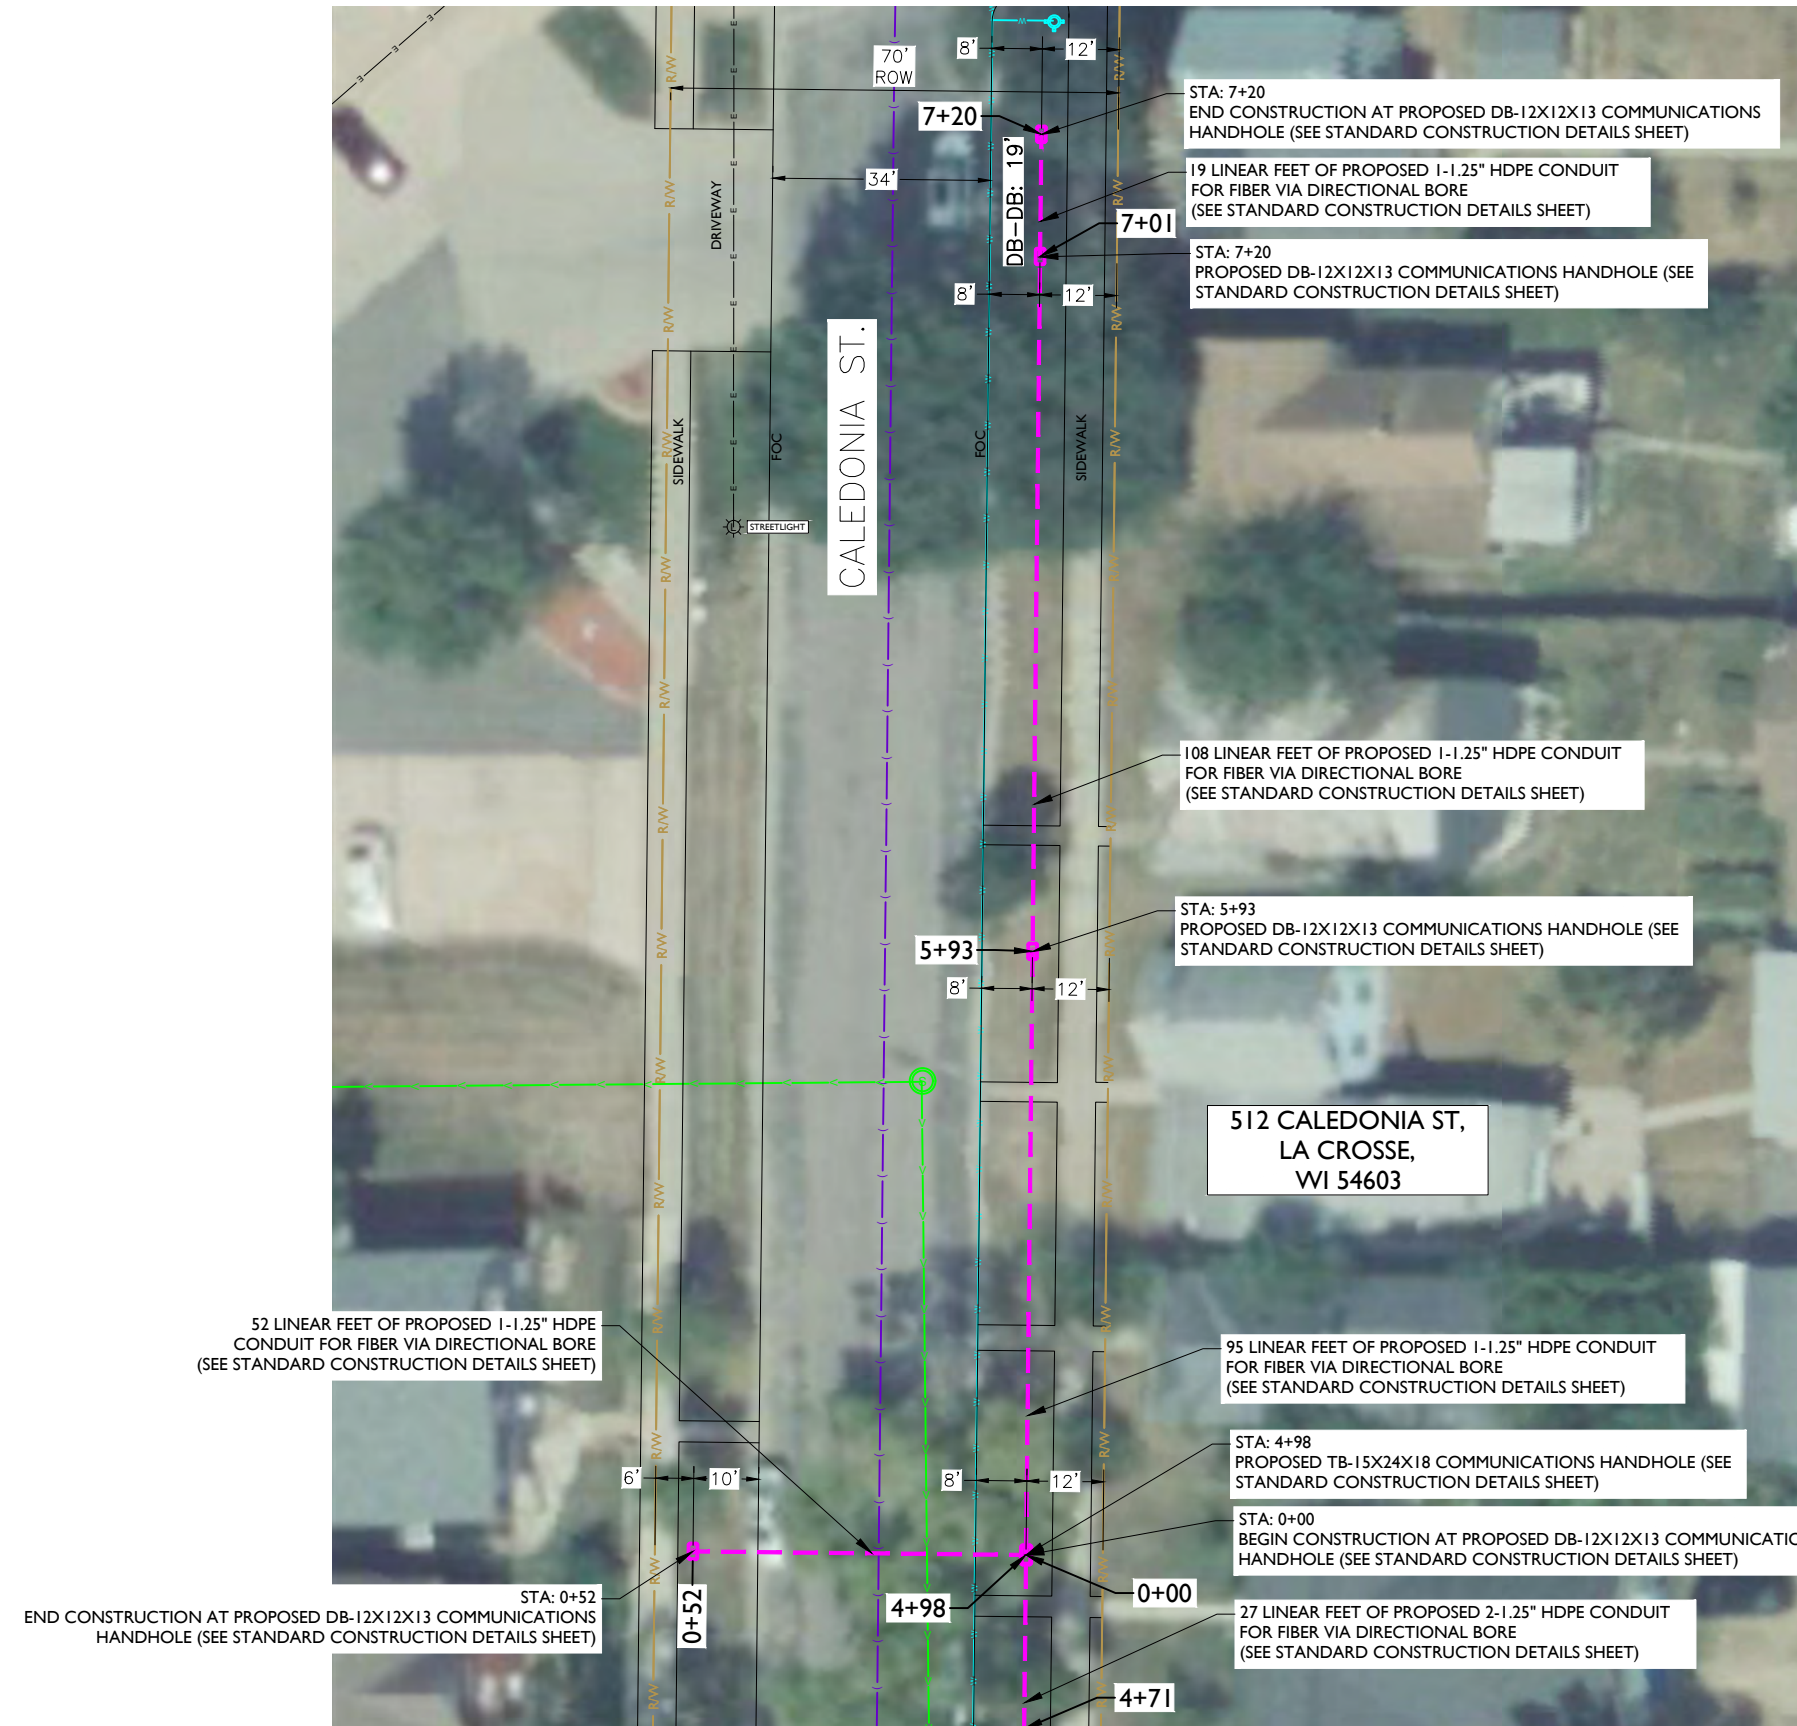 8'
12'
70'
ROW
R/W
R/W
STA: 7+20
END CONSTRUCTION AT PROPOSED DB-12X12X13 COMMUNICATIONS
HANDHOLE (SEE STANDARD CONSTRUCTION DETAILS SHEET)
7+20
DB-DB: 19'
34'
19 LINEAR FEET OF PROPOSED 1-1.25" HDPE CONDUIT
FOR FIBER VIA DIRECTIONAL BORE
(SEE STANDARD CONSTRUCTION DETAILS SHEET)
DRIVEWAY
7+01
STA: 7+20
PROPOSED DB-12X12X13 COMMUNICATIONS HANDHOLE (SEE
STANDARD CONSTRUCTION DETAILS SHEET)
8'
12'
CALEDONIA ST.
SIDEWALK
FOC
FOC
SIDEWALK
STREETLIGHT
108 LINEAR FEET OF PROPOSED 1-1.25" HDPE CONDUIT
FOR FIBER VIA DIRECTIONAL BORE
(SEE STANDARD CONSTRUCTION DETAILS SHEET)
STA: 5+93
PROPOSED DB-12X12X13 COMMUNICATIONS HANDHOLE (SEE
STANDARD CONSTRUCTION DETAILS SHEET)
5+93
8'
12'
512 CALEDONIA ST,
LA CROSSE,
WI 54603
52 LINEAR FEET OF PROPOSED 1-1.25" HDPE
CONDUIT FOR FIBER VIA DIRECTIONAL BORE
(SEE STANDARD CONSTRUCTION DETAILS SHEET)
95 LINEAR FEET OF PROPOSED 1-1.25" HDPE CONDUIT
FOR FIBER VIA DIRECTIONAL BORE
(SEE STANDARD CONSTRUCTION DETAILS SHEET)
STA: 4+98
PROPOSED TB-15X24X18 COMMUNICATIONS HANDHOLE (SEE
STANDARD CONSTRUCTION DETAILS SHEET)
6'
10'
8'
12'
STA: 0+00
BEGIN CONSTRUCTION AT PROPOSED DB-12X12X13 COMMUNICATIO
HANDHOLE (SEE STANDARD CONSTRUCTION DETAILS SHEET)
STA: 0+52
END CONSTRUCTION AT PROPOSED DB-12X12X13 COMMUNICATIONS
HANDHOLE (SEE STANDARD CONSTRUCTION DETAILS SHEET)
0+52
4+98
0+00
27 LINEAR FEET OF PROPOSED 2-1.25" HDPE CONDUIT
FOR FIBER VIA DIRECTIONAL BORE
(SEE STANDARD CONSTRUCTION DETAILS SHEET)
4+71